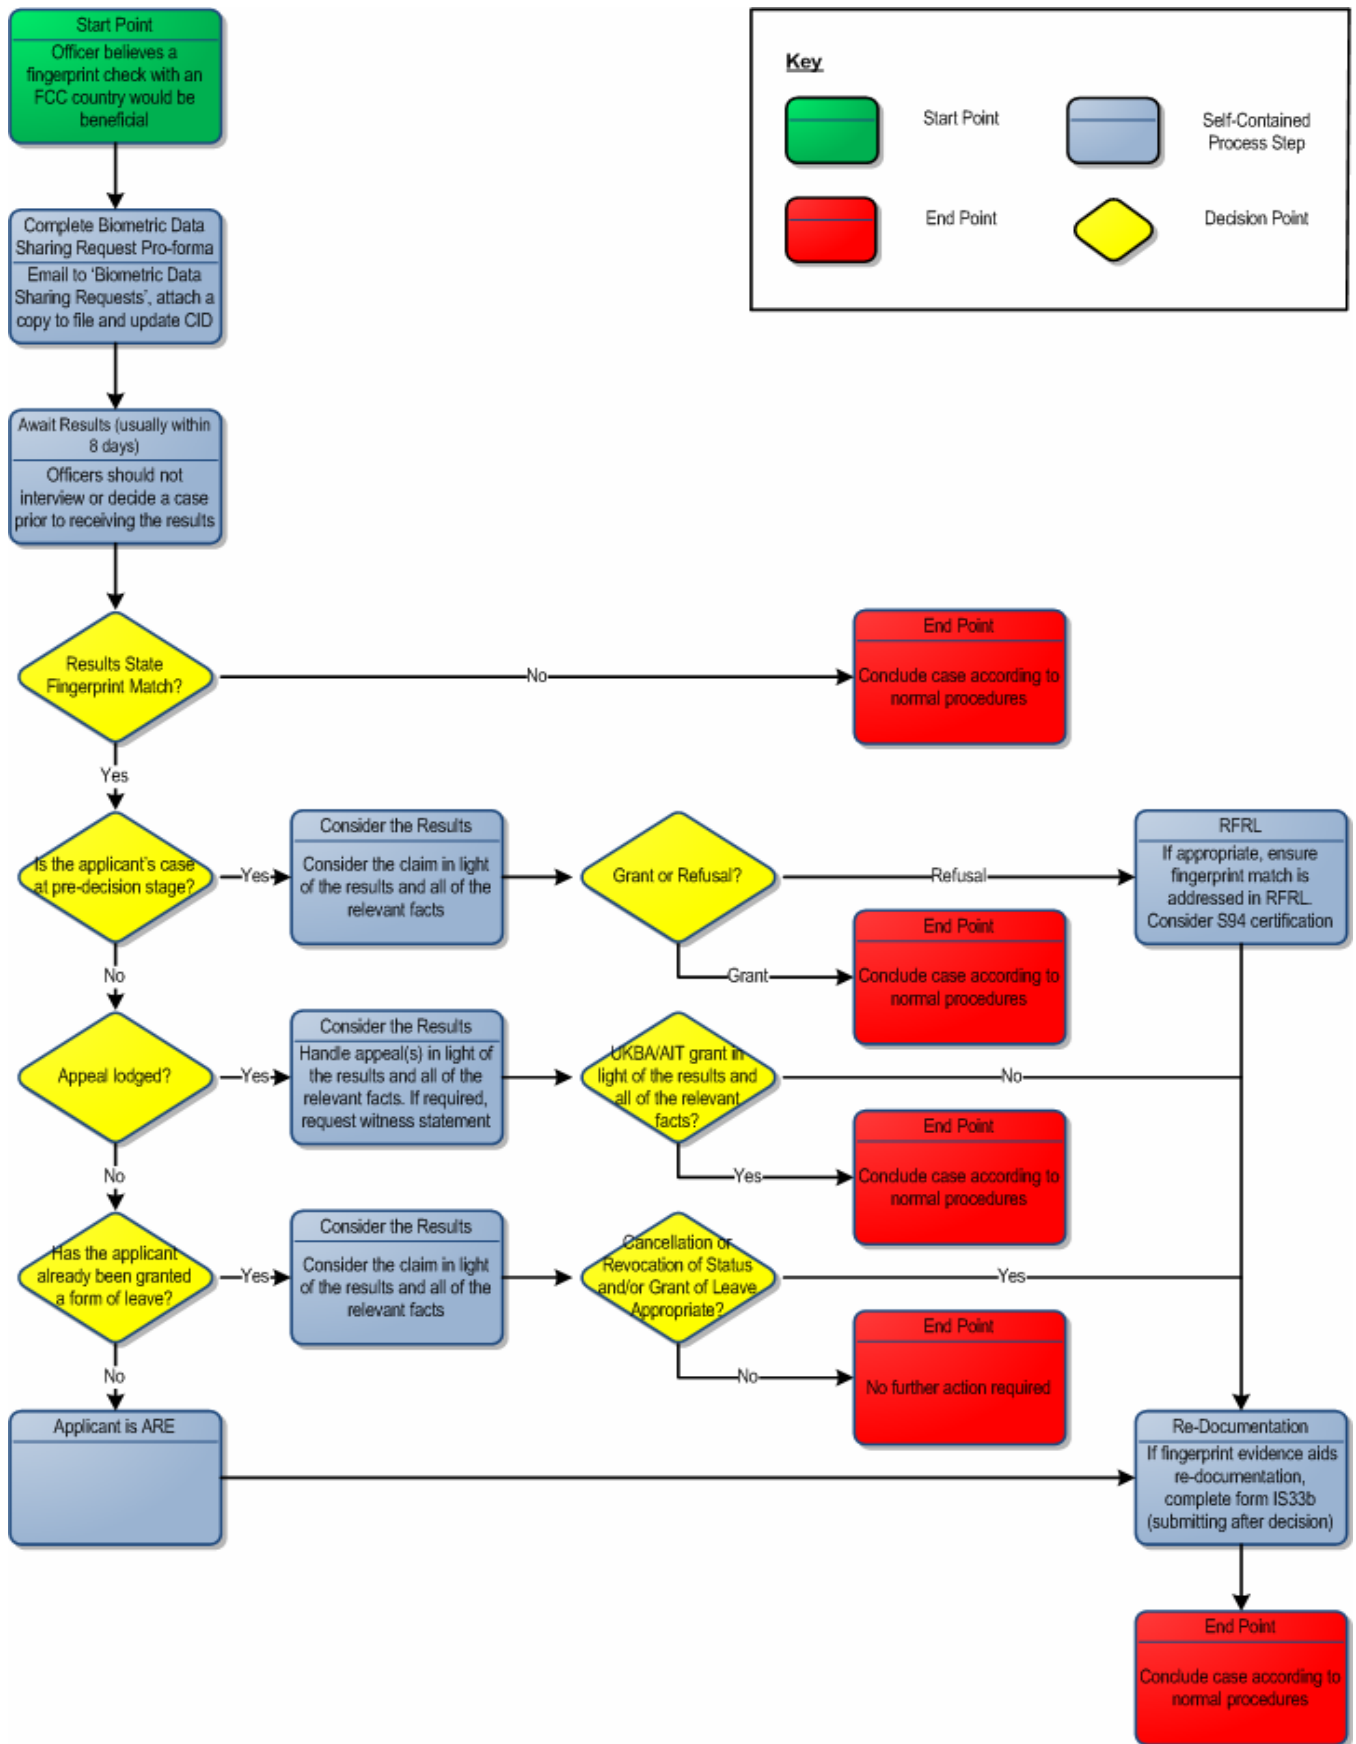 Start Point
Officer believes a
fingerprint check with an
FCC country would be
beneficial
Key
Start Point
Self-Contained
Process Step
End Point
Decision Point
Complete Biometric Data
Sharing Request Pro-forma
Email to 'Biometric Data
Sharing Requests', attach a
copy to file and update CID
Await Results (usually within
8 days)
Officers should not
interview or decide a case
prior to receiving the results
Results State
Fingerprint Match?
No
End Point
Conclude case according to
normal procedures
Yes
Is the applicant's case
at pre-decision stage?
Yes
Consider the Results
Consider the claim in light
of the results and all of the
relevant facts
Grant or Refusal?
Refusal
RFRL
If appropriate, ensure
fingerprint match is
addressed in RFRL.
Consider S94 certification
Grant
End Point
Conclude case according to
normal procedures
No
Appeal lodged?
Yes
Consider the Results
Handle appeal(s) in light of
the results and all of the
relevant facts. If required,
request witness statement
UKBA/AIT grant in
light of the results and
all of the relevant
facts?
No
Yes
End Point
Conclude case according to
normal procedures
No
Has the applicant
already been granted
a form of leave?
Yes
Consider the Results
Consider the claim in light
of the results and all of the
relevant facts
Cancellation or
Revocation of Status
and/or Grant of Leave
Appropriate?
Yes
No
End Point
No further action required
No
Applicant is ARE
Re-Documentation
If fingerprint evidence aids
re-documentation,
complete form IS33b
(submitting after decision)
End Point
Conclude case according to
normal procedures